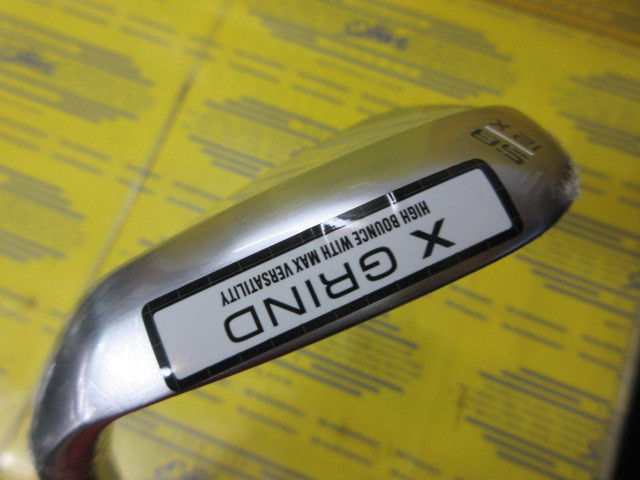 58
12 X
X GRIND
HIGH BOUNCE WITH MAX VERSATILITY